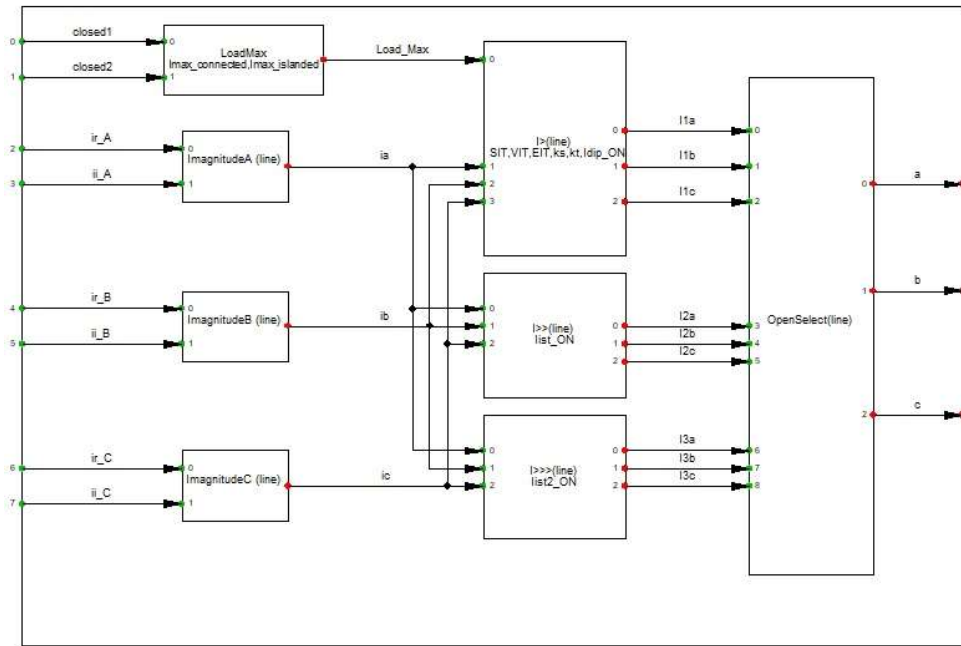 closed1
0
0
LoadMax
Imax_connected,Imax_islanded
Load_Max
0
closed2
1
1
ir_A
2
0
ImagnitudeA (line)
ia
ii_A
3
1
I>(line)
SIT,VIT,EIT,ks,kt,Idip_ON
1
2
3
0
I1a
0
1
I1b
1
2
I1c
2
0
a
ir_B
4
0
ImagnitudeB (line)
ib
ii_B
5
1
I>>(line)
Iist_ON
0
1
2
0
I2a
3
1
I2b
4
2
I2c
5
OpenSelect(line)
1
b
2
c
ir_C
6
0
ImagnitudeC (line)
ic
ii_C
7
1
I>>>(line)
Iist2_ON
0
1
2
0
I3a
6
1
I3b
7
2
I3c
8